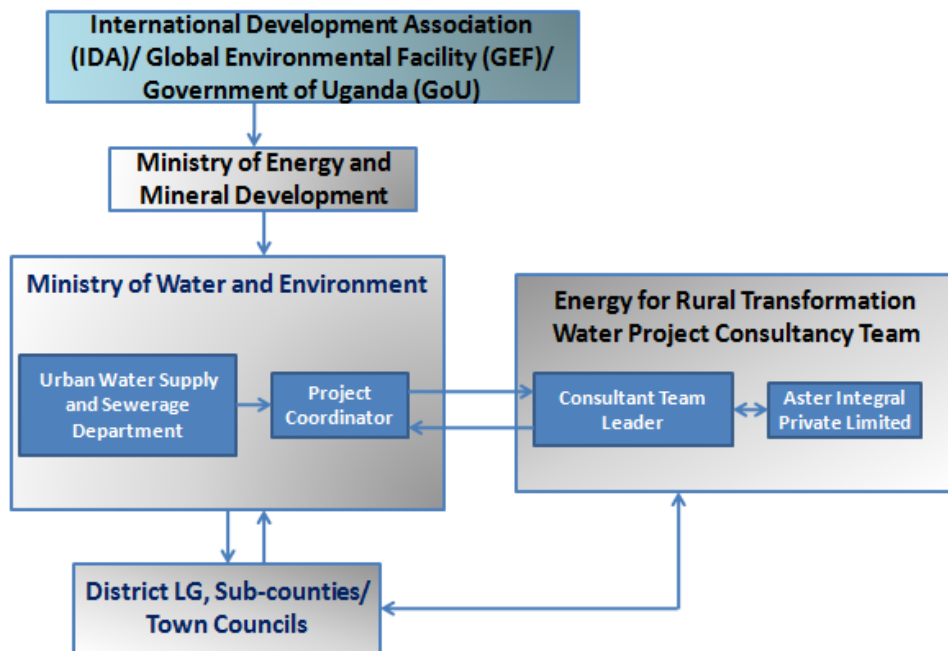 International Development Association
(IDA)/ Global Environmental Facility (GEF)/
Government of Uganda (GoU)
Ministry of Energy and
Mineral Development
Ministry of Water and Environment
Urban Water Supply
and Sewerage
Department
Project
Coordinator
Energy for Rural Transformation
Water Project Consultancy Team
Consultant Team
Leader
Aster Integral
Private Limited
District LG, Sub-counties/
Town Councils